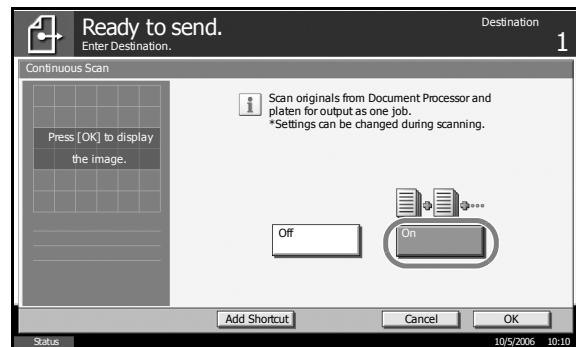 Ready to send.
Destination
Enter Destination.
1
Continuous Scan
Scan originals from Document Processor and
platen for output as one job.
*Settings can be changed during scanning.
Press [OK] to display
the image.
Off
On
Add Shortcut
Cancel
OK
Status
10/5/2006 10:10